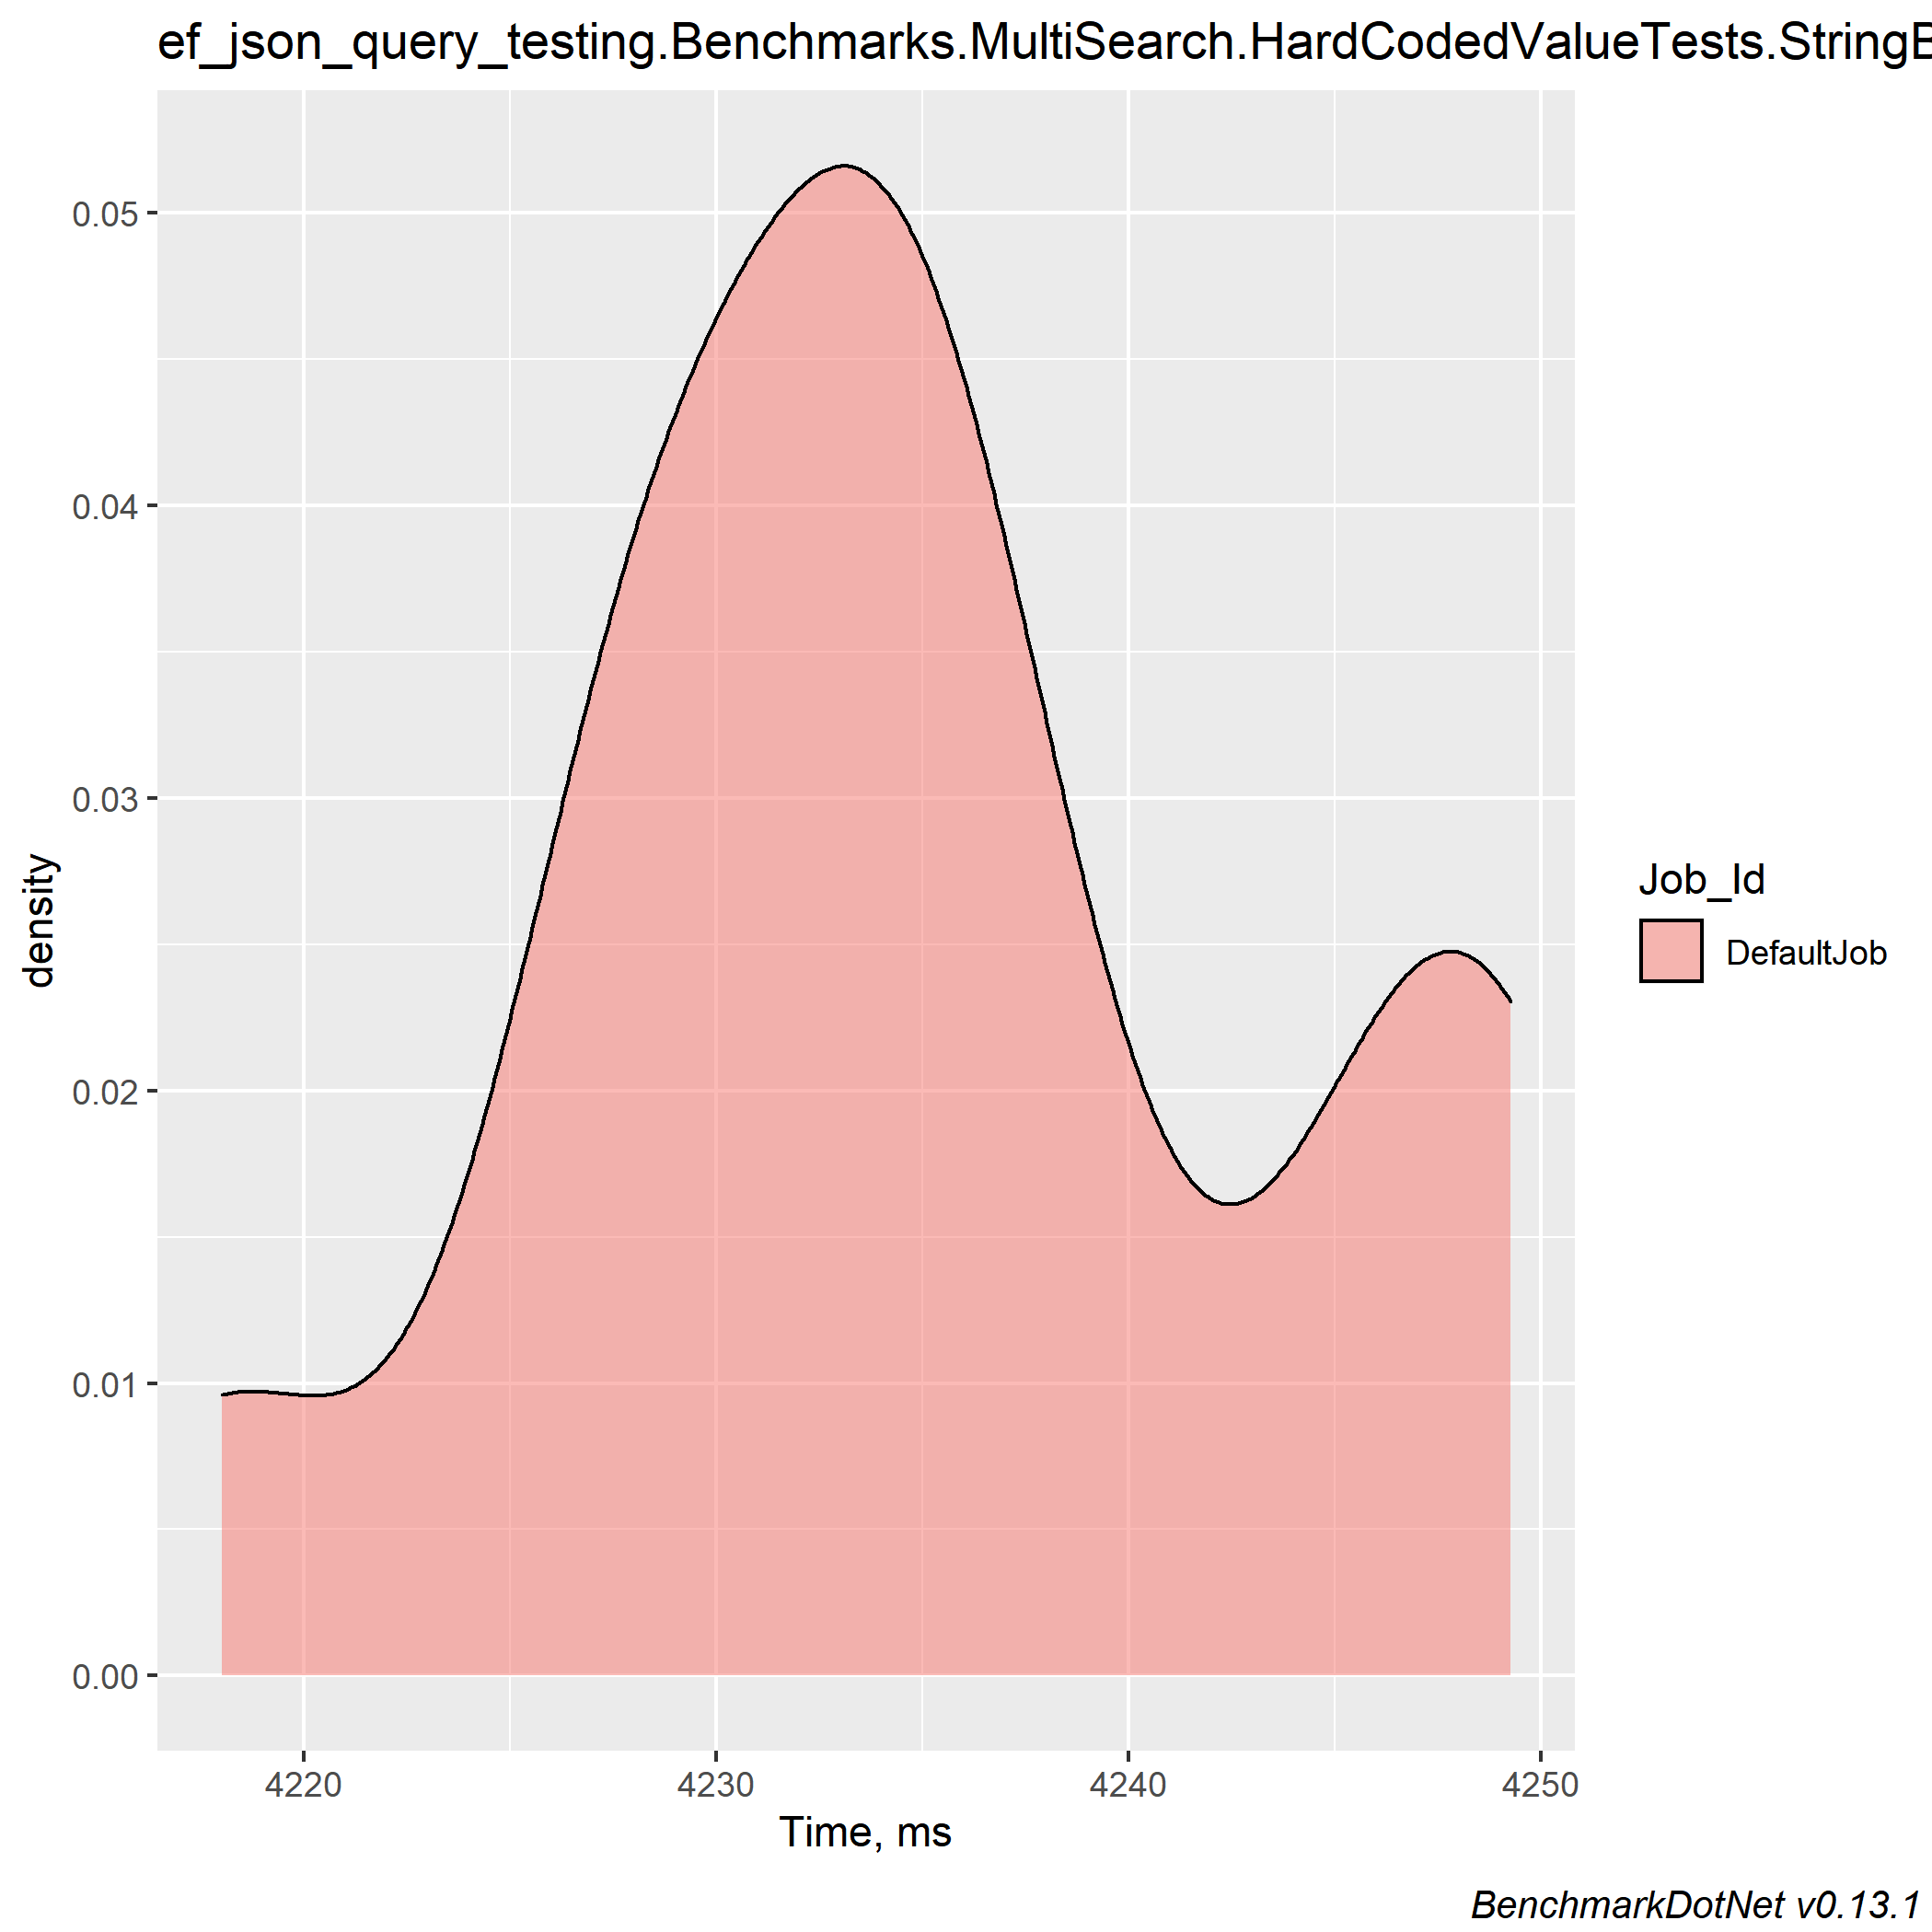 ef_json_query_testing.Benchmarks.MultiSearch.HardCodedValueTests.StringB
0.05
0.04
0.03
0.02
0.01
0.00
density
4220 4230 4240 4250
Time, ms
Job_Id
DefaultJob
BenchmarkDotNet v0.13.1